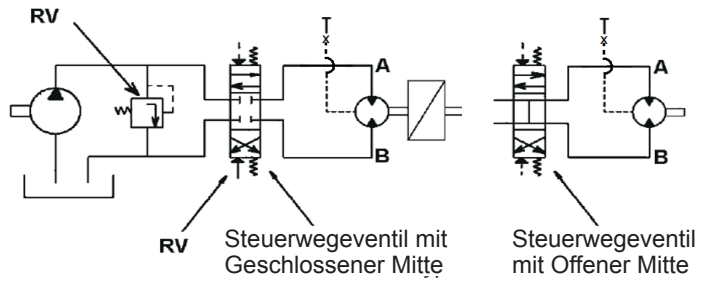 RV
T
x
T
x
A
A
B
B
RV
Steuerwegeventil mit
Geschlossener Mitte
Steuerwegeventil
mit Offener Mitte